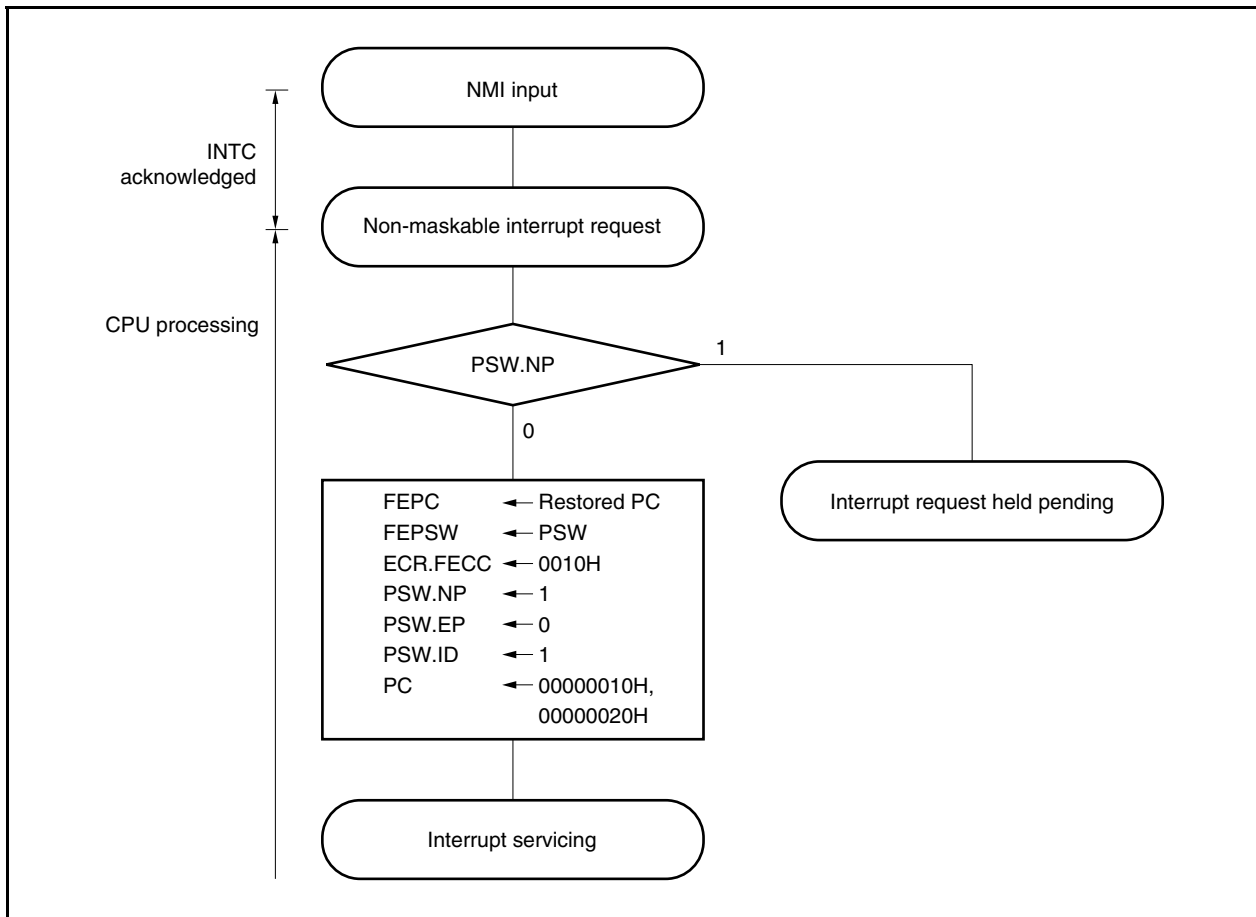 NMI input
INTC
acknowledged
Non-maskable interrupt request
CPU processing
PSW.NP
1
0
FEPC ← Restored PC
FEPSW ← PSW
ECR.FECC ← 0010H
PSW.NP ← 1
PSW.EP ← 0
PSW.ID ← 1
PC ← 00000010H,
00000020H
Interrupt request held pending
Interrupt servicing